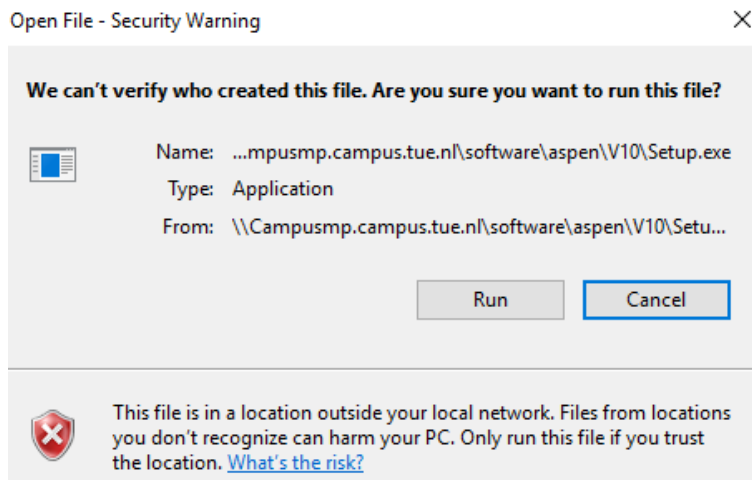 Open File - Security Warning
We can't verify who created this file. Are you sure you want to run this file?
Name: ...mpusmp.campus.tue.nl\software\aspen\V10\Setup.exe
Type: Application
From: \\Campusmp.campus.tue.nl\software\aspen\V10\Setu...
Run Cancel
This file is in a location outside your local network. Files from locations
you don't recognize can harm your PC. Only run this file if you trust
the location. What's the risk?